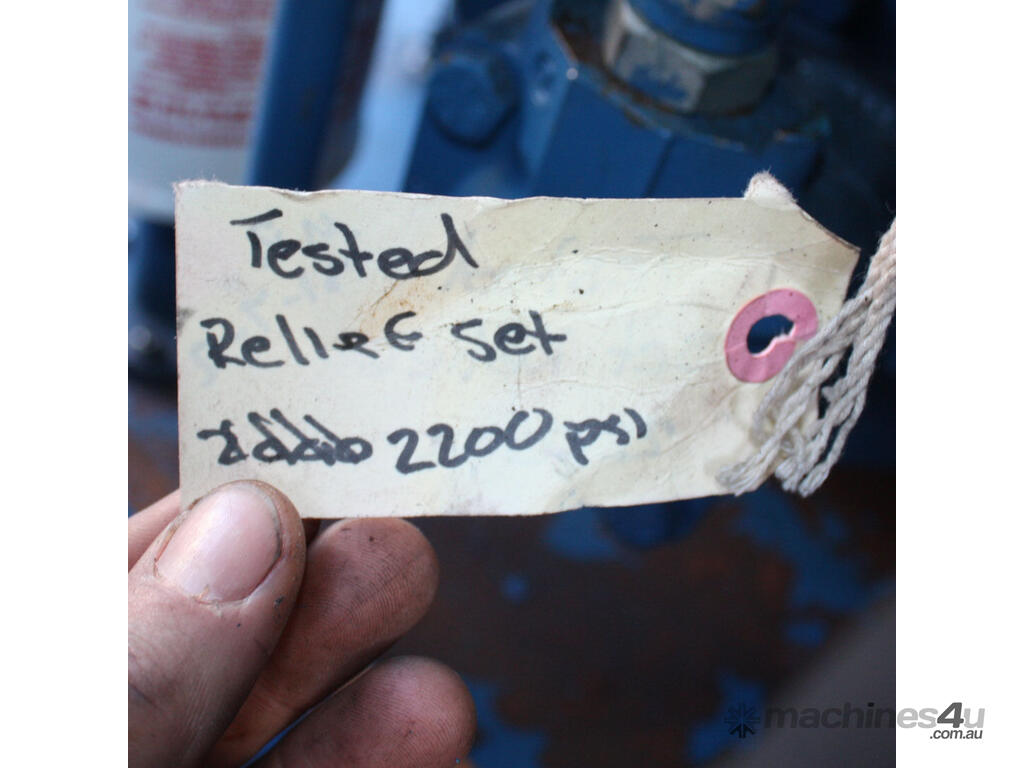 Tested
Relief set
2200 psi
machines4u
.com.au